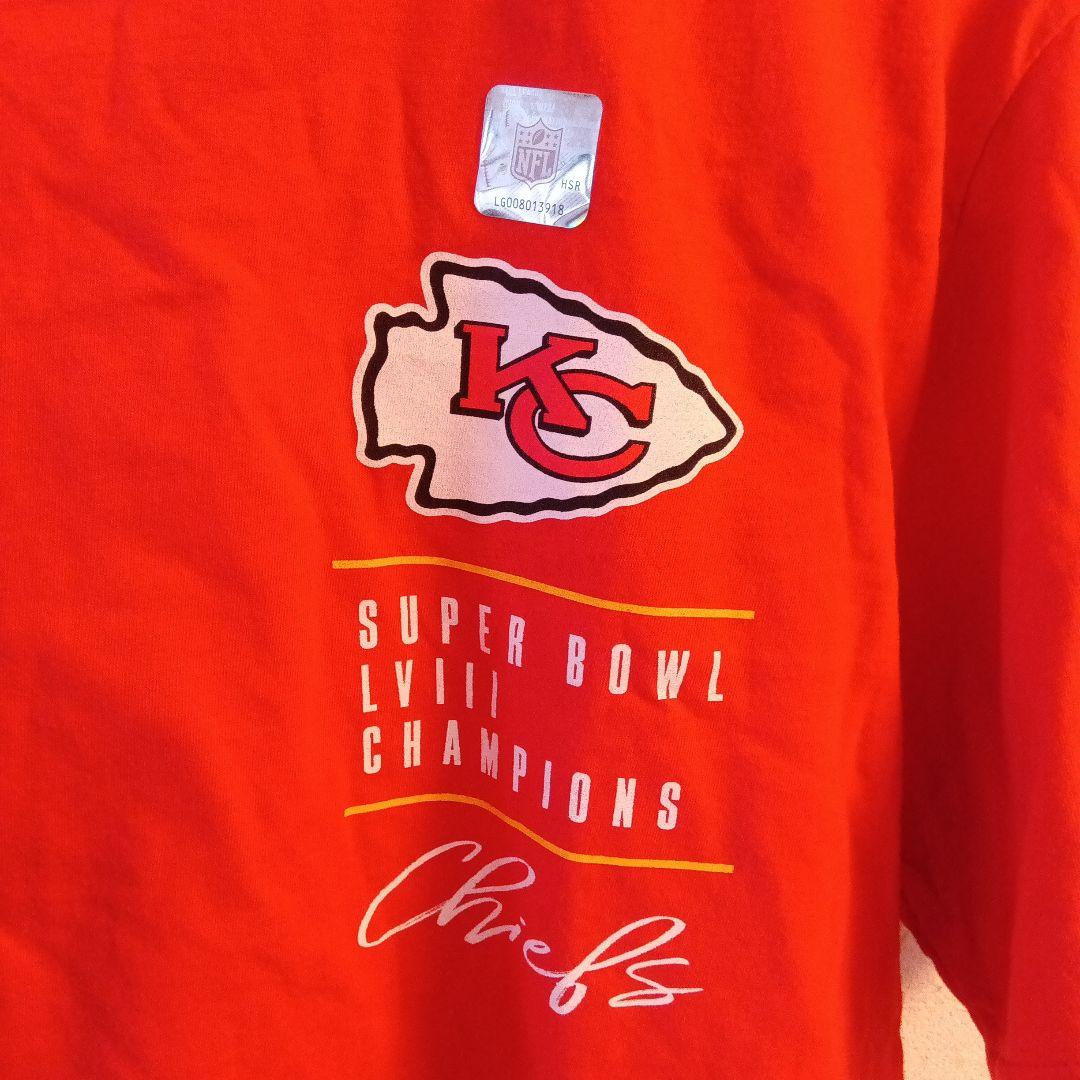 NFL
HSR
LG008013918
KC
SUPER BOWL
LVIII
CHAMPIONS
Chiefs